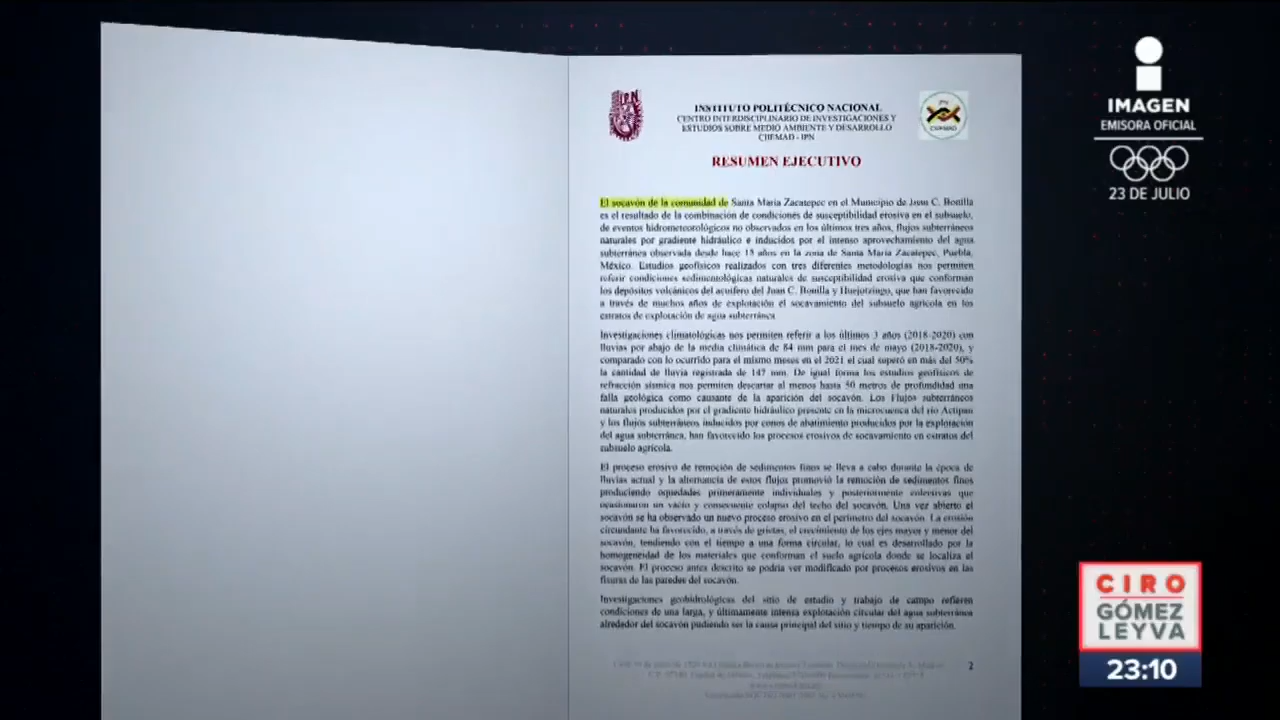 INSTITUTO POLITÉCNICO NACIONAL
CENTRO INTERDISCIPLINARIO DE INVESTIGACIONES Y
ESTUDIOS SOBRE MEDIO AMBIENTE Y DESARROLLO
CIIEMAD - IPN
RESUMEN EJECUTIVO
El socavón de la comunidad de Santa María Zacatepec en el Municipio de Juan C. Bonilla
es el resultado de la combinación de condiciones de susceptibilidad erosiva en el subsuelo,
de eventos hidrometeorológicos no observados en los últimos tres años, flujos subterráneos
naturales por gradiente hidráulico e inducidos por el intenso aprovechamiento del agua
subterránea observada desde hace 15 años en la zona de Santa María Zacatepec, Puebla,
México. Estudios geofísicos realizados con tres diferentes metodologías nos permiten
referir condiciones sedimentológicas naturales de susceptibilidad erosiva que conforman
los depósitos volcánicos del acuífero del Juan C. Bonilla y Huejotzingo, que han favorecido
a través de muchos años de explotación el socavamiento del subsuelo agrícola en los
estratos de explotación de agua subterránea.
Investigaciones climatológicas nos permiten referir a los últimos 3 años (2018-2020) con
lluvias por abajo de la media climática de 84 mm para el mes de mayo (2018-2020), y
comparado con lo ocurrido para el mismo meses en el 2021 el cual superó en más del 50%
la cantidad de lluvia registrada de 147 mm. De igual forma los estudios geofísicos de
refracción sísmica nos permiten descartar al menos hasta 50 metros de profundidad una
falla geológica como causante de la aparición del socavón. Los Flujos subterráneos
naturales producidos por el gradiente hidráulico presente en la microcuenca del río Actipan
y los flujos subterráneos inducidos por conos de abatimiento producidos por la explotación
del agua subterránea, han favorecido los procesos erosivos de socavamiento en estratos del
subsuelo agrícola.
El proceso erosivo de remoción de sedimentos finos se lleva a cabo durante la época de
lluvias actual y la alternancia de estos flujos promovió la remoción de sedimentos finos
produciendo oquedades primeramente individuales y posteriormente colectivas que
ocasionaron un vacío y consecuente colapso del techo del socavón. Una vez abierto el
socavón se ha observado un nuevo proceso erosivo en el perímetro del socavón. La erosión
circundante ha favorecido, a través de grietas, el crecimiento de los ejes mayor y menor del
socavón, tendiendo con el tiempo a una forma circular, lo cual es desarrollado por la
homogeneidad de los materiales que conforman el suelo agrícola donde se localiza el
socavón. El proceso antes descrito se podría ver modificado por procesos erosivos en las
fisuras de las paredes del socavón.
Investigaciones geohidrológicas del sitio de estudio y trabajo de campo refieren
condiciones de una larga, y últimamente intensa explotación circular del agua subterránea
alrededor del socavón pudiendo ser la causa principal del sitio y tiempo de su aparición.
2
IMAGEN
EMISORA OFICIAL
23 DE JULIO
CIRO
GÓMEZ
LEYVA
23:10